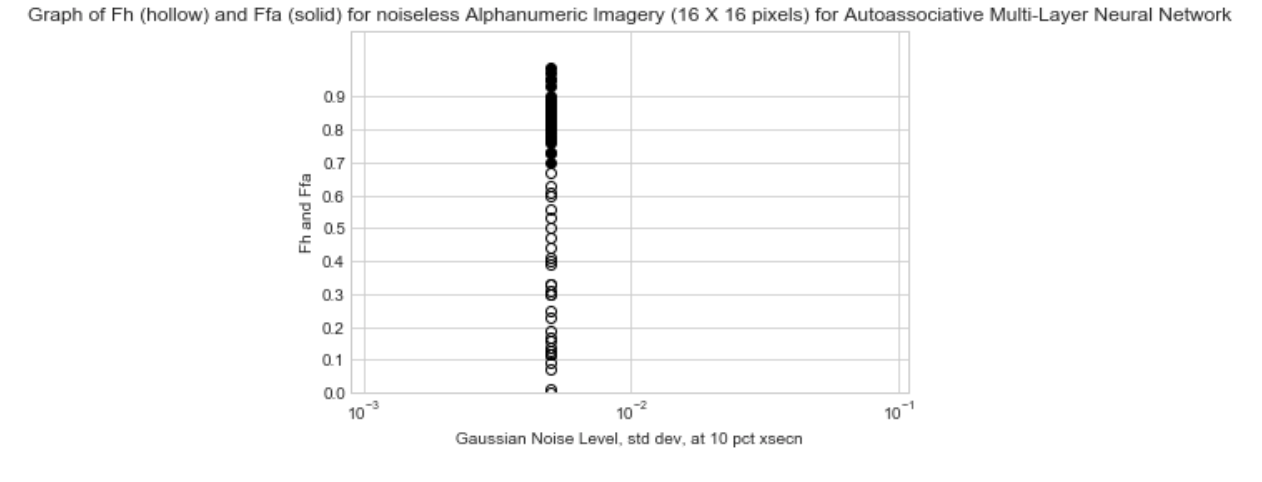 Graph of Fh (hollow) and Ffa (solid) for noiseless Alphanumeric Imagery (16 X 16 pixels) for Autoassociative Multi-Layer Neural Network
0.9
0.8
0.7
0.6
0.5
0.4
0.3
0.2
0.1
0.0
Fh and Ffa
10⁻³ 10⁻² 10⁻¹
Gaussian Noise Level, std dev, at 10 pct xsecn